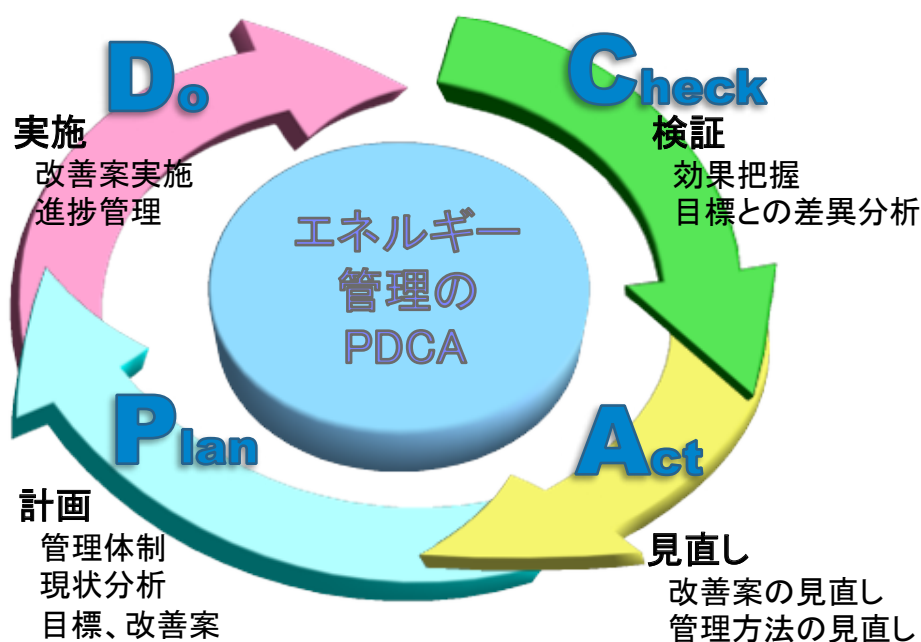 Do
実施
改善案実施
進捗管理
Check
検証
効果把握
目標との差異分析
エネルギー
管理の
PDCA
Plan
計画
管理体制
現状分析
目標、改善案
Act
見直し
改善案の見直し
管理方法の見直し